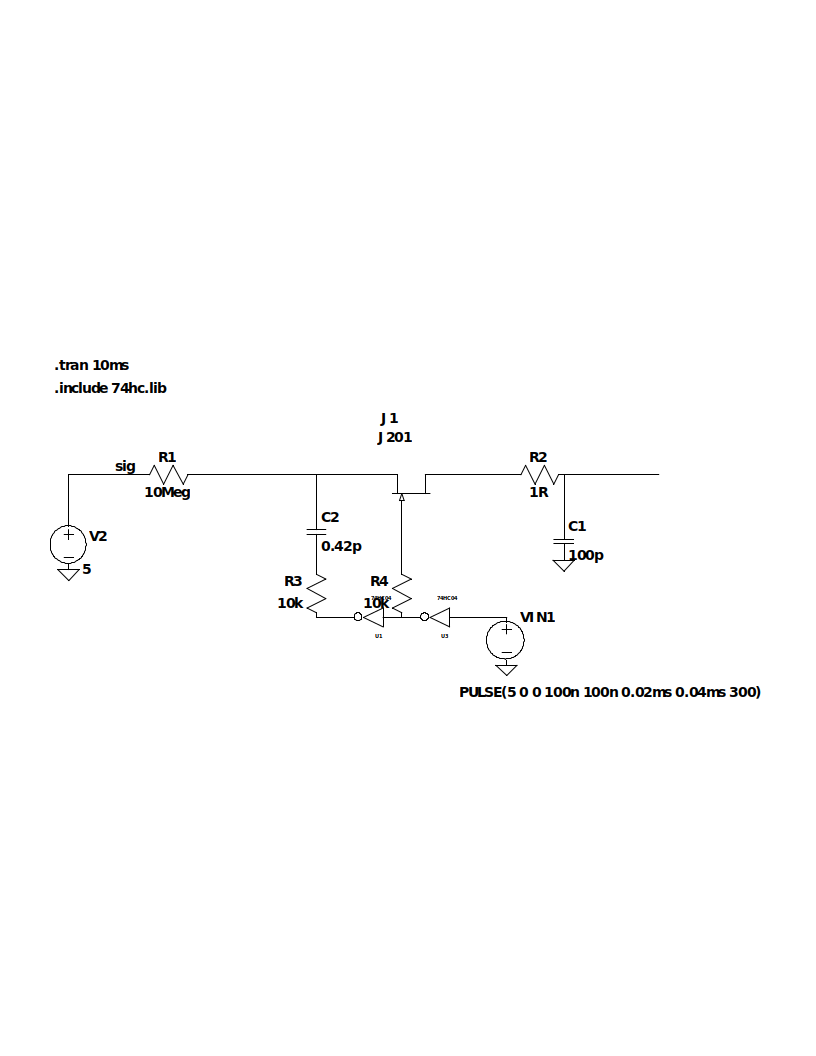 .tran 10ms
.include 74hc.lib
J1
J201
sig
R1
10Meg
R2
1R
V2
5
C2
0.42p
C1
100p
R3
10k
R4
10k
74HC04
74HC04
U1
U3
VIN1
PULSE(5 0 0 100n 100n 0.02ms 0.04ms 300)